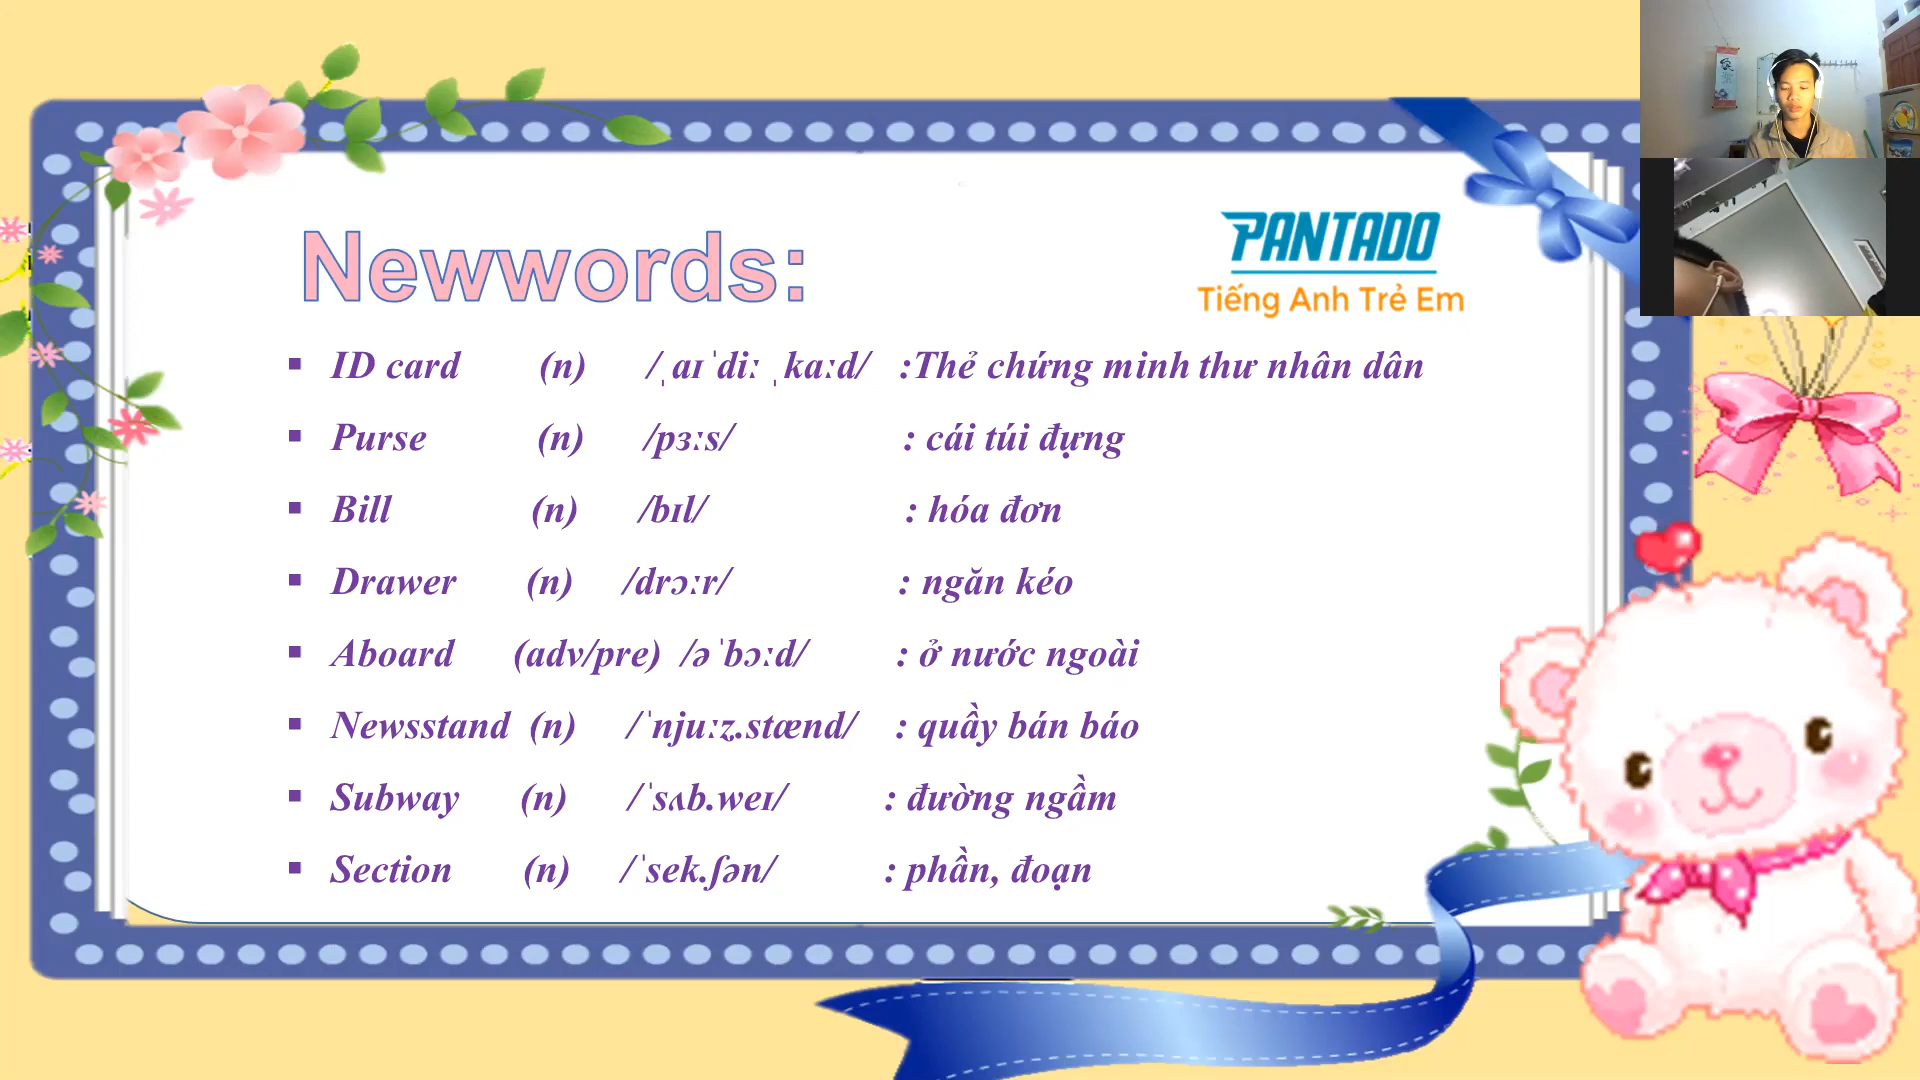 Newwords:
PANTADO
Tiếng Anh Trẻ Em
ID card (n) /ˌaɪˈdiː ˌkaːd/ :Thẻ chứng minh thư nhân dân
Purse (n) /pɜːs/ : cái túi đựng
Bill (n) /bɪl/ : hóa đơn
Drawer (n) /drɔːr/ : ngăn kéo
Aboard (adv/pre) /əˈbɔːd/ : ở nước ngoài
Newsstand (n) /ˈnjuːz.stænd/ : quầy bán báo
Subway (n) /ˈsʌb.weɪ/ : đường ngầm
Section (n) /ˈsek.ʃən/ : phần, đoạn